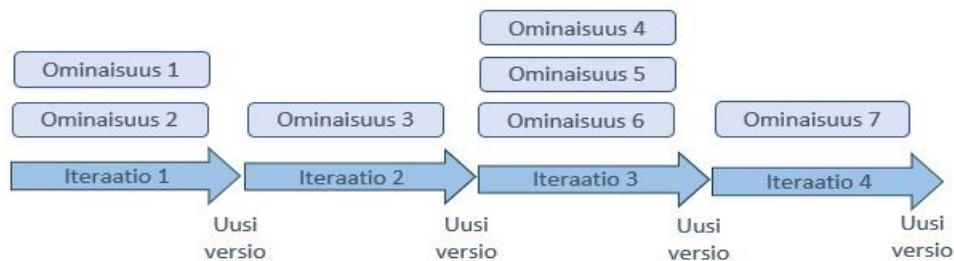 Ominaisuus 4
Ominaisuus 1
Ominaisuus 5
Ominaisuus 2
Ominaisuus 3
Ominaisuus 6
Ominaisuus 7
Iteraatio 1
Iteraatio 2
Iteraatio 3
Iteraatio 4
Uusi
versio
Uusi
versio
Uusi
versio
Uusi
versio